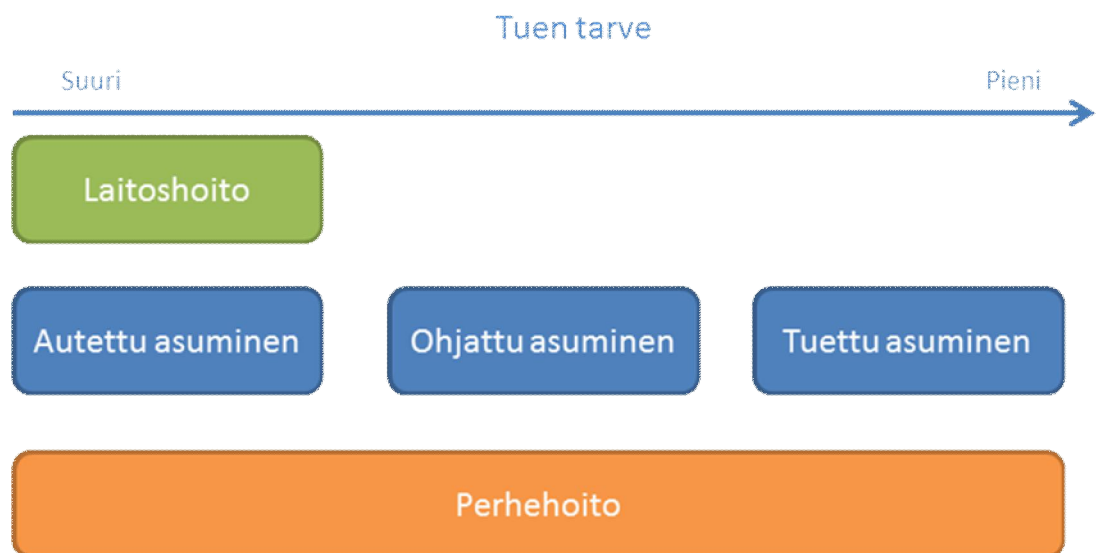 Tuen tarve
Suuri
Pieni
Laitoshoito
Autettu asuminen
Ohjattu asuminen
Tuettu asuminen
Perhehoito